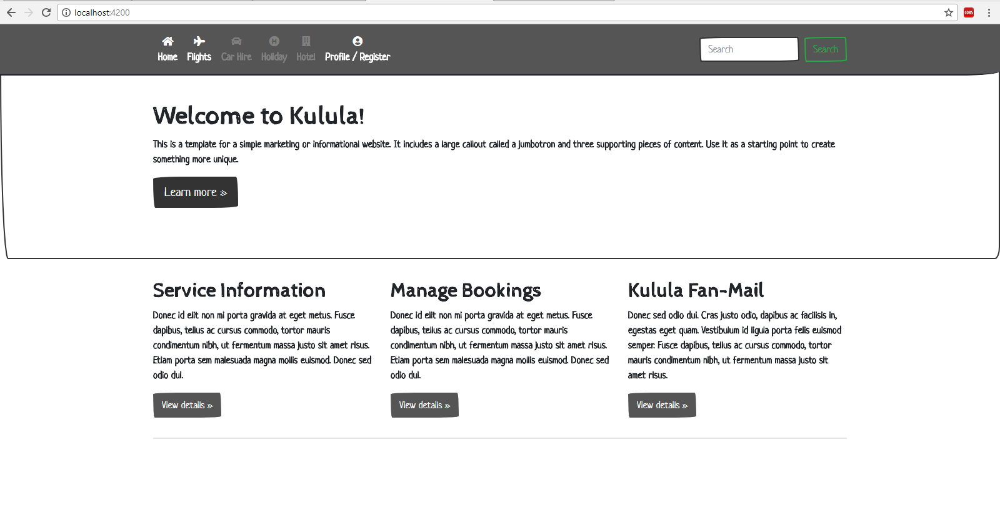 localhost:4200
CORS
Home Flights Car Hire Holiday Hotel Profile / Register
Search Search
Welcome to Kulula!
This is a template for a simple marketing or informational website. It includes a large callout called a jumbotron and three supporting pieces of content. Use it as a starting point to create
something more unique.
Learn more »
Service Information
Donec id elit non mi porta gravida at eget metus. Fusce
dapibus, tellus ac cursus commodo, tortor mauris
condimentum nibh, ut fermentum massa justo sit amet risus.
Etiam porta sem malesuada magna mollis euismod. Donec sed
odio dui.
View details »
Manage Bookings
Donec id elit non mi porta gravida at eget metus. Fusce
dapibus, tellus ac cursus commodo, tortor mauris
condimentum nibh, ut fermentum massa justo sit amet risus.
Etiam porta sem malesuada magna mollis euismod. Donec sed
odio dui.
View details »
Kulula Fan-Mail
Donec sed odio dui. Cras justo odio, dapibus ac facilisis in,
egestas eget quam. Vestibulum id ligula porta felis euismod
semper. Fusce dapibus, tellus ac cursus commodo, tortor
mauris condimentum nibh, ut fermentum massa justo sit
amet risus.
View details »